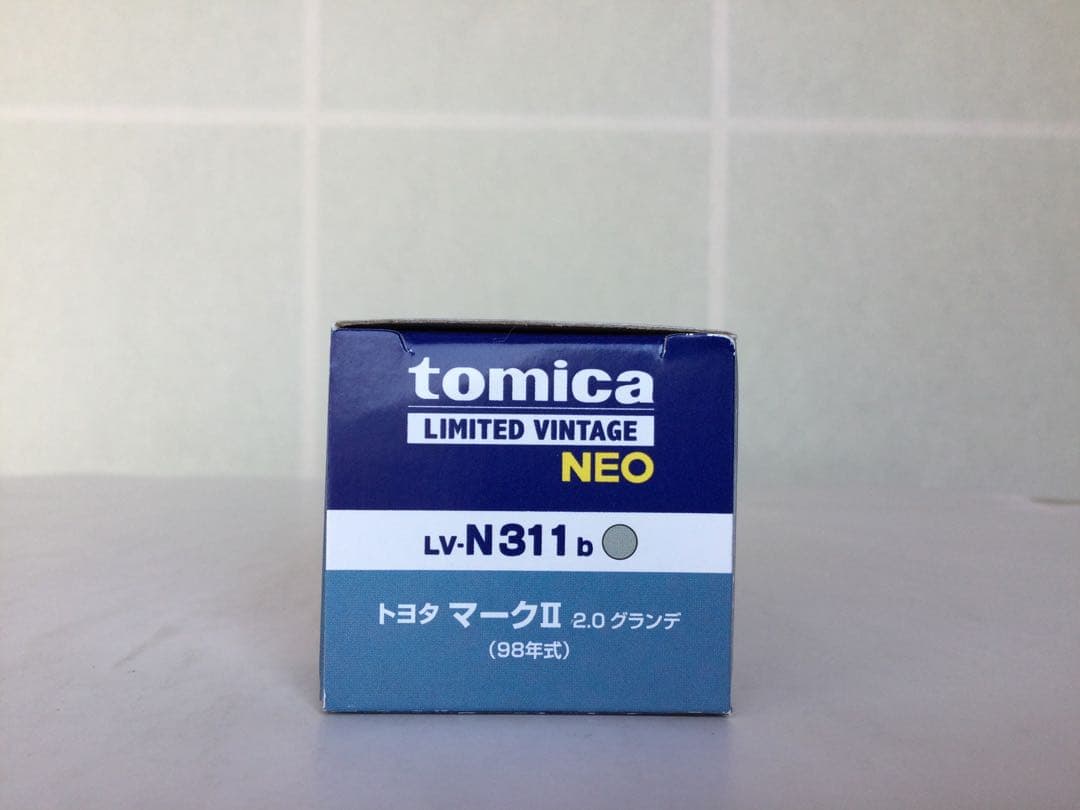 tomica
LIMITED VINTAGE
NEO
LV-N311b
トヨタ マークⅡ 2.0 グランデ
(98年式)